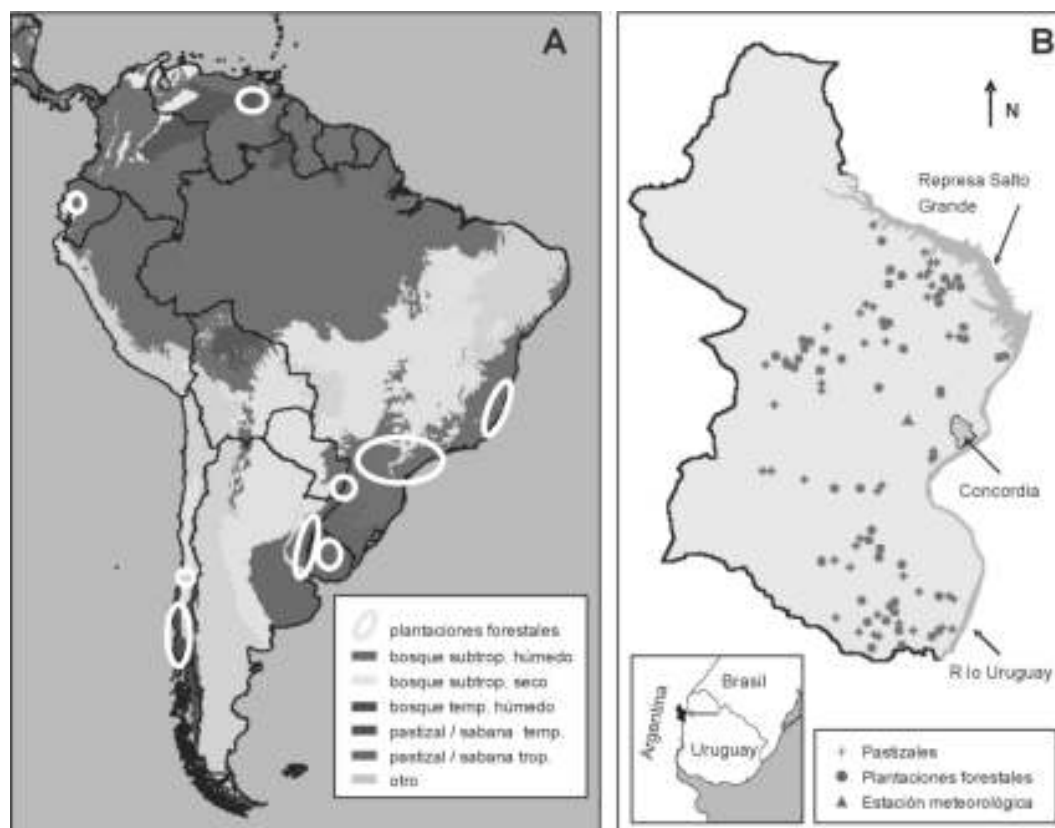 A
plantaciones forestales
bosque subtrop. húmedo
bosque subtrop. seco
bosque temp. húmedo
pastizal / sabana temp.
pastizal / sabana trop.
otro
B
N
Represa Salto
Grande
Concordia
R ío Uruguay
Brasil
Argentina
Uruguay
Pastizales
Plantaciones forestales
Estación meteorológica